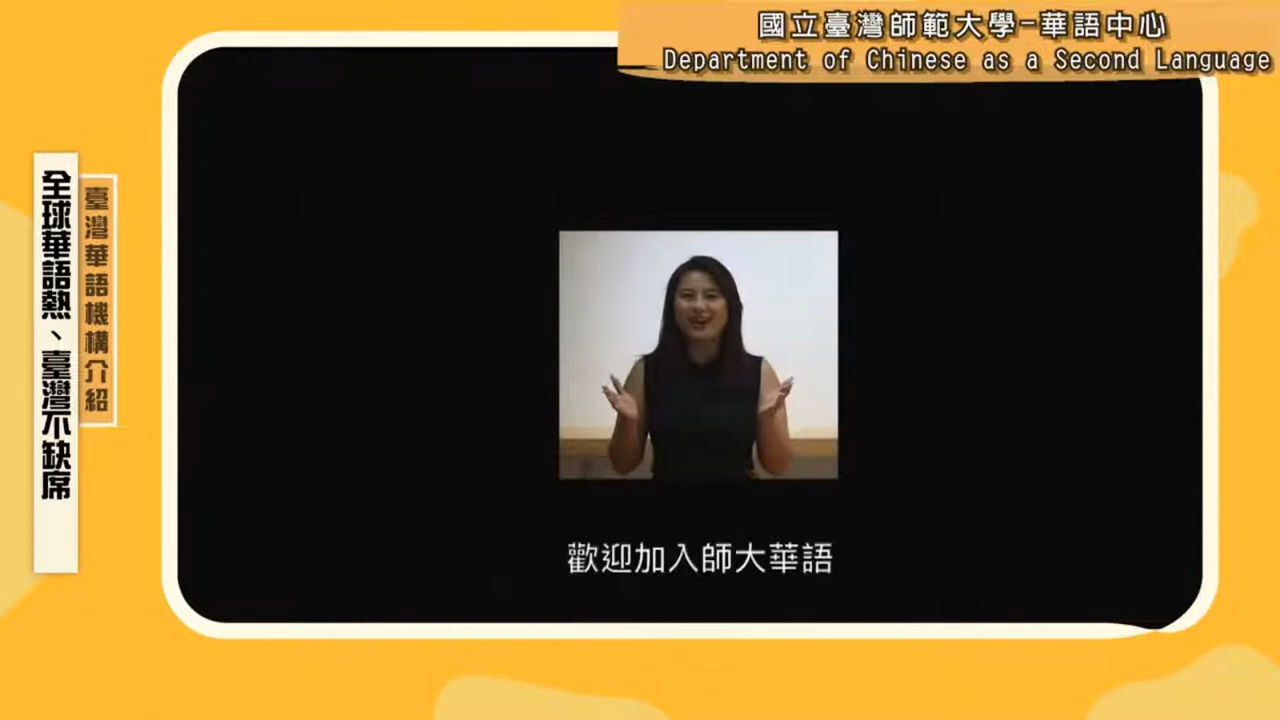 國立臺灣師範大學-華語中心
Department of Chinese as a Second Language
全球華語熱、臺灣不缺席
臺灣華語機構介紹
歡迎加入師大華語